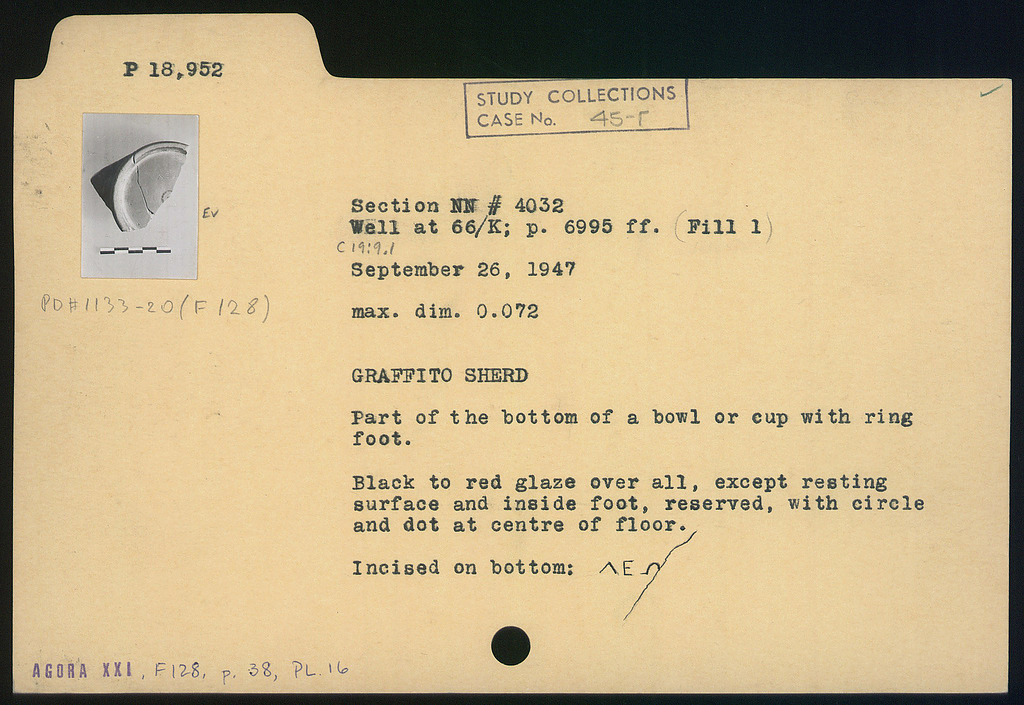 P 18,952
STUDY COLLECTIONS
CASE No. 45-Γ
Section NN # 4032
Well at 66/K; p. 6995 ff. (Fill 1)
C 19:9.1
September 26, 1947
EV
PD#1133-20 (F 128)
max. dim. 0.072
GRAFFITO SHERD
Part of the bottom of a bowl or cup with ring
foot.
Black to red glaze over all, except resting
surface and inside foot, reserved, with circle
and dot at centre of floor.
Incised on bottom: ΛΕΩ
AGORA XXI, F128, p. 38, PL. 16